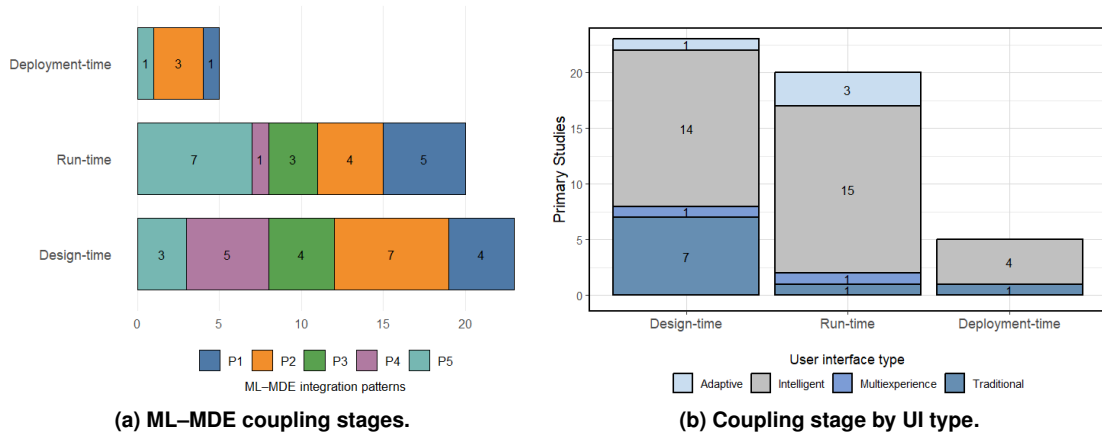 Deployment-time
1 3 1
Run-time
7 1 3 4 5
Design-time
3 5 4 7 4
0 5 10 15 20
P1 P2 P3 P4 P5
ML–MDE integration patterns
(a) ML–MDE coupling stages.
Primary Studies
20
15
10
5
0
1
14
1
7
3
15
1
1
4
1
Design-time Run-time Deployment-time
User interface type
Adaptive Intelligent Multiexperience Traditional
(b) Coupling stage by UI type.